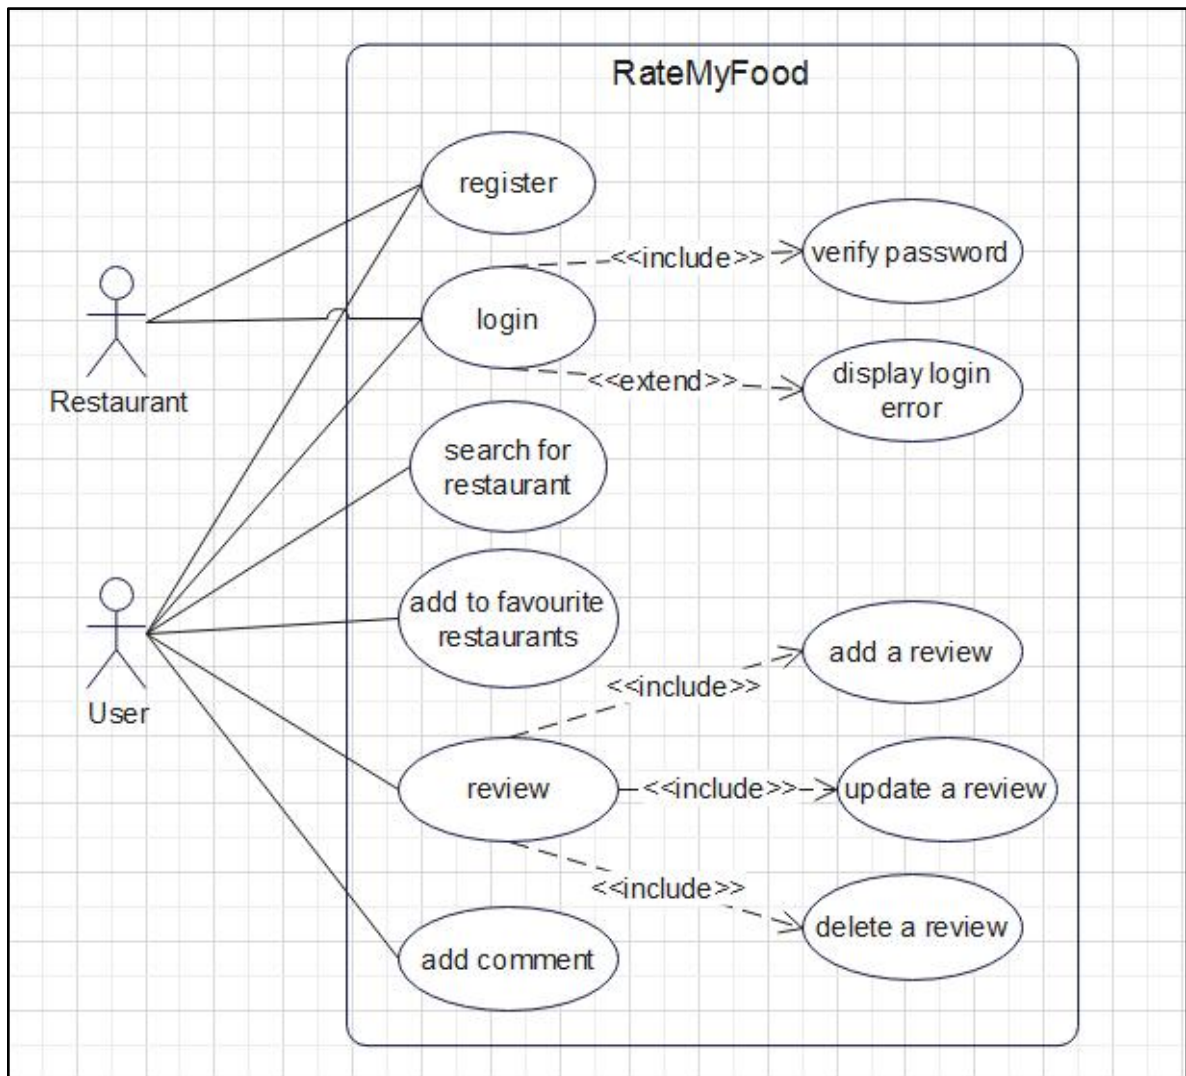 RateMyFood
register
<<include>>
verify password
login
<<extend>>
display login
error
Restaurant
search for
restaurant
add to favourite
restaurants
User
<<include>>
add a review
review
<<include>>
update a review
<<include>>
delete a review
add comment